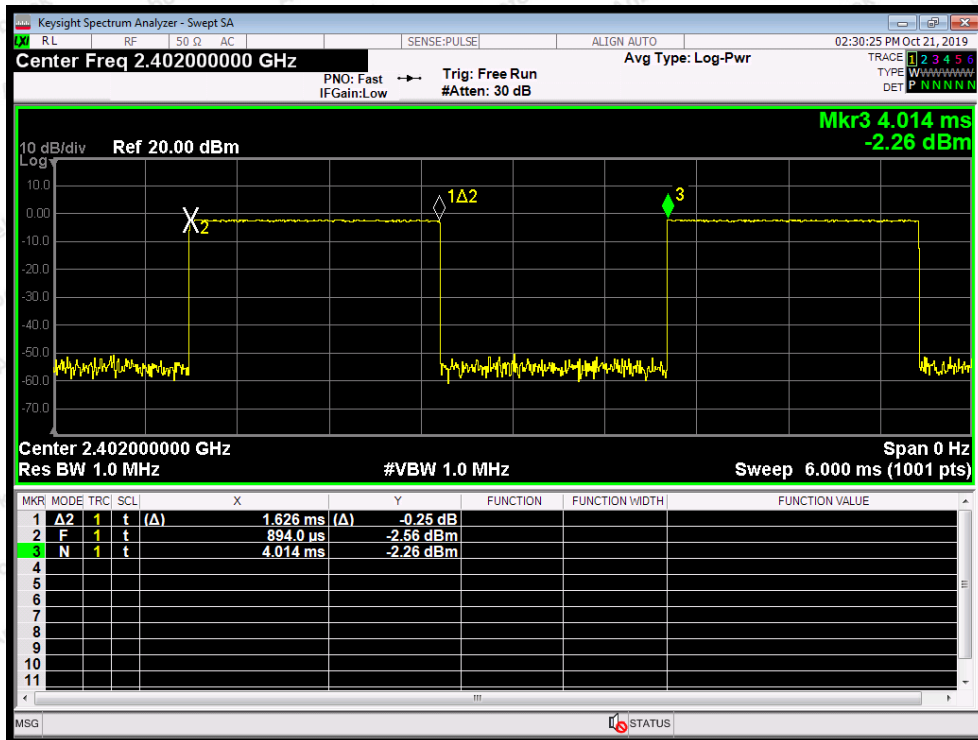 Keysight Spectrum Analyzer - Swept SA
LXI RL RF 50 Ω AC SENSE:PULSE ALIGN AUTO 02:30:25 PM Oct 21, 2019
Center Freq 2.402000000 GHz Avg Type: Log-Pwr TRACE 1 2 3 4 5 6
PNO: Fast Trig: Free Run TYPE WWWWWW
IFGain:Low #Atten: 30 dB DET P N N N N N
Mkr3 4.014 ms
10 dB/div Ref 20.00 dBm -2.26 dBm
Log
10.0
0.00
-10.0
-20.0
-30.0
-40.0
-50.0
-60.0
-70.0
X2
1Δ2
3
Center 2.402000000 GHz Span 0 Hz
Res BW 1.0 MHz #VBW 1.0 MHz Sweep 6.000 ms (1001 pts)
MKR MODE TRC SCL X Y FUNCTION FUNCTION WIDTH FUNCTION VALUE
1 Δ2 1 t (Δ) 1.626 ms (Δ) -0.25 dB
2 F 1 t 894.0 µs -2.56 dBm
3 N 1 t 4.014 ms -2.26 dBm
4
5
6
7
8
9
10
11
MSG STATUS